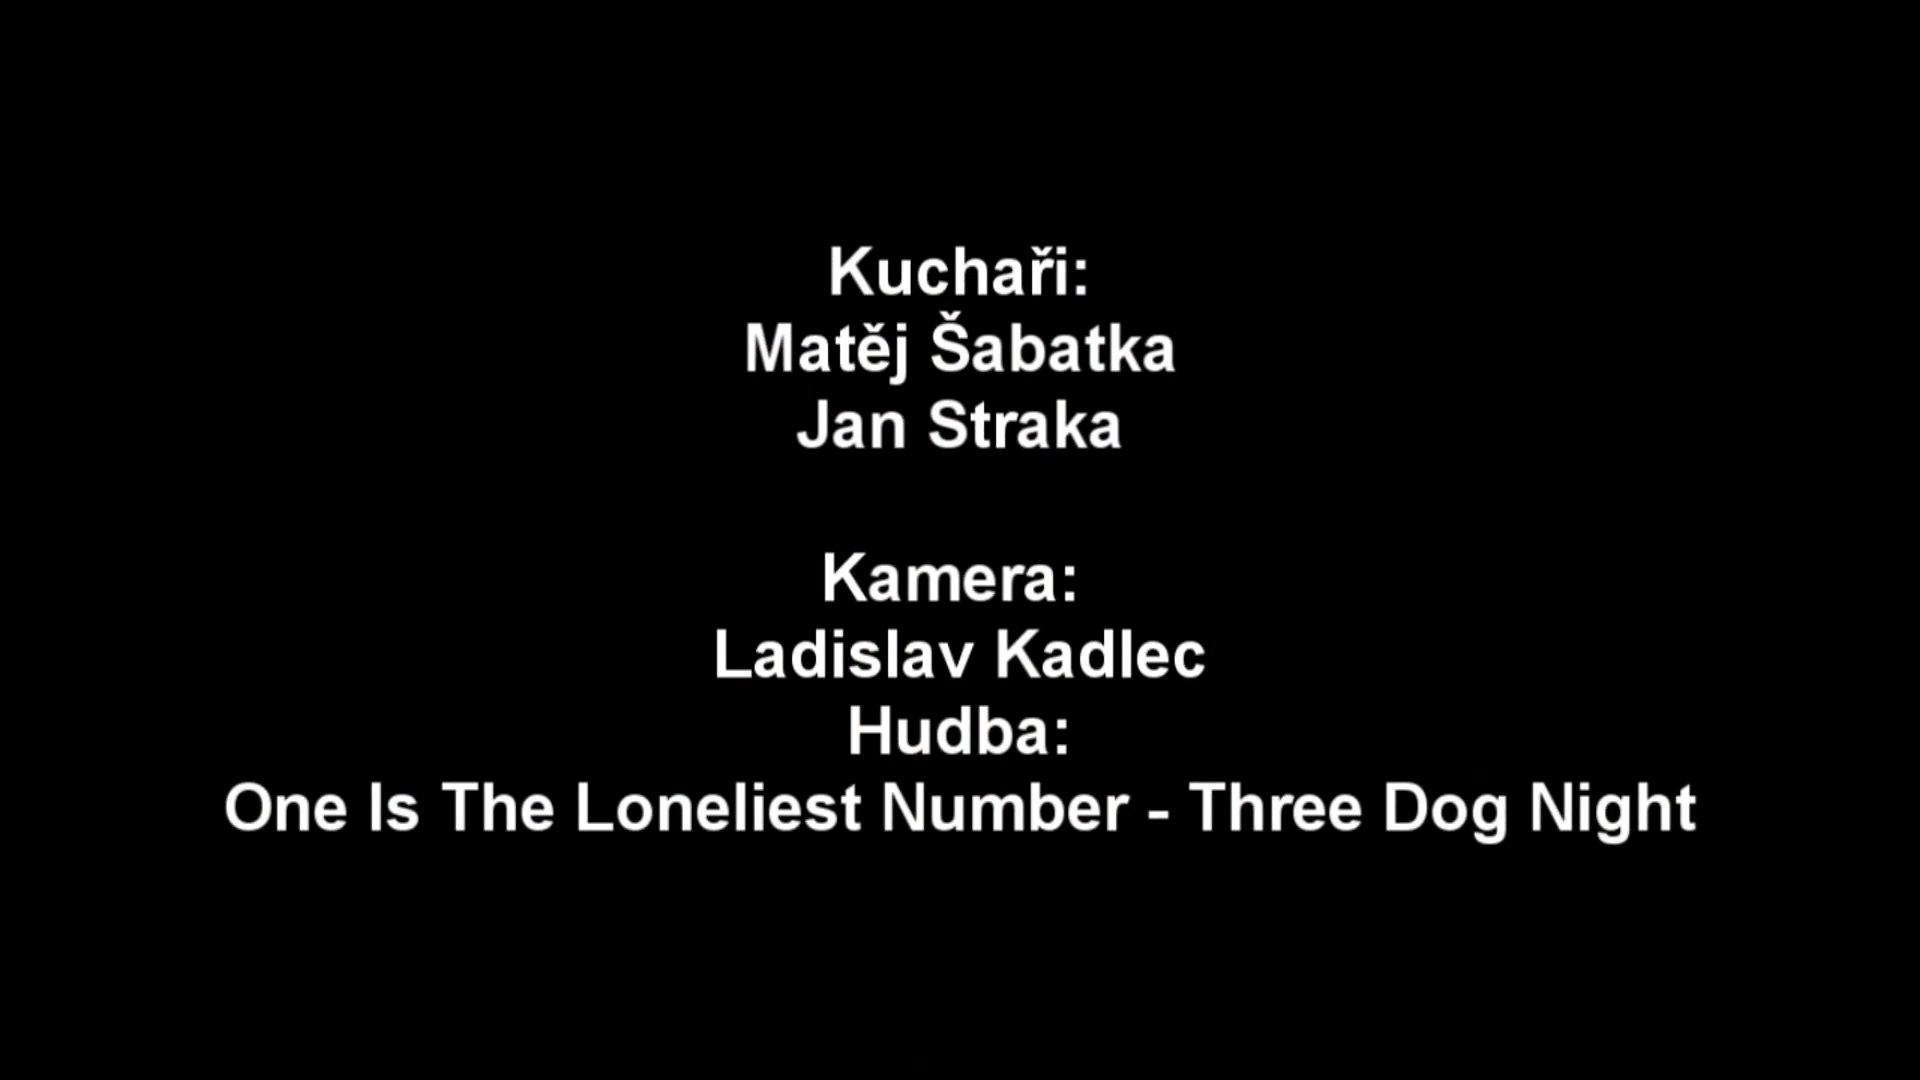 Kuchaři:
Matěj Šabatka
Jan Straka
Kamera:
Ladislav Kadlec
Hudba:
One Is The Loneliest Number - Three Dog Night